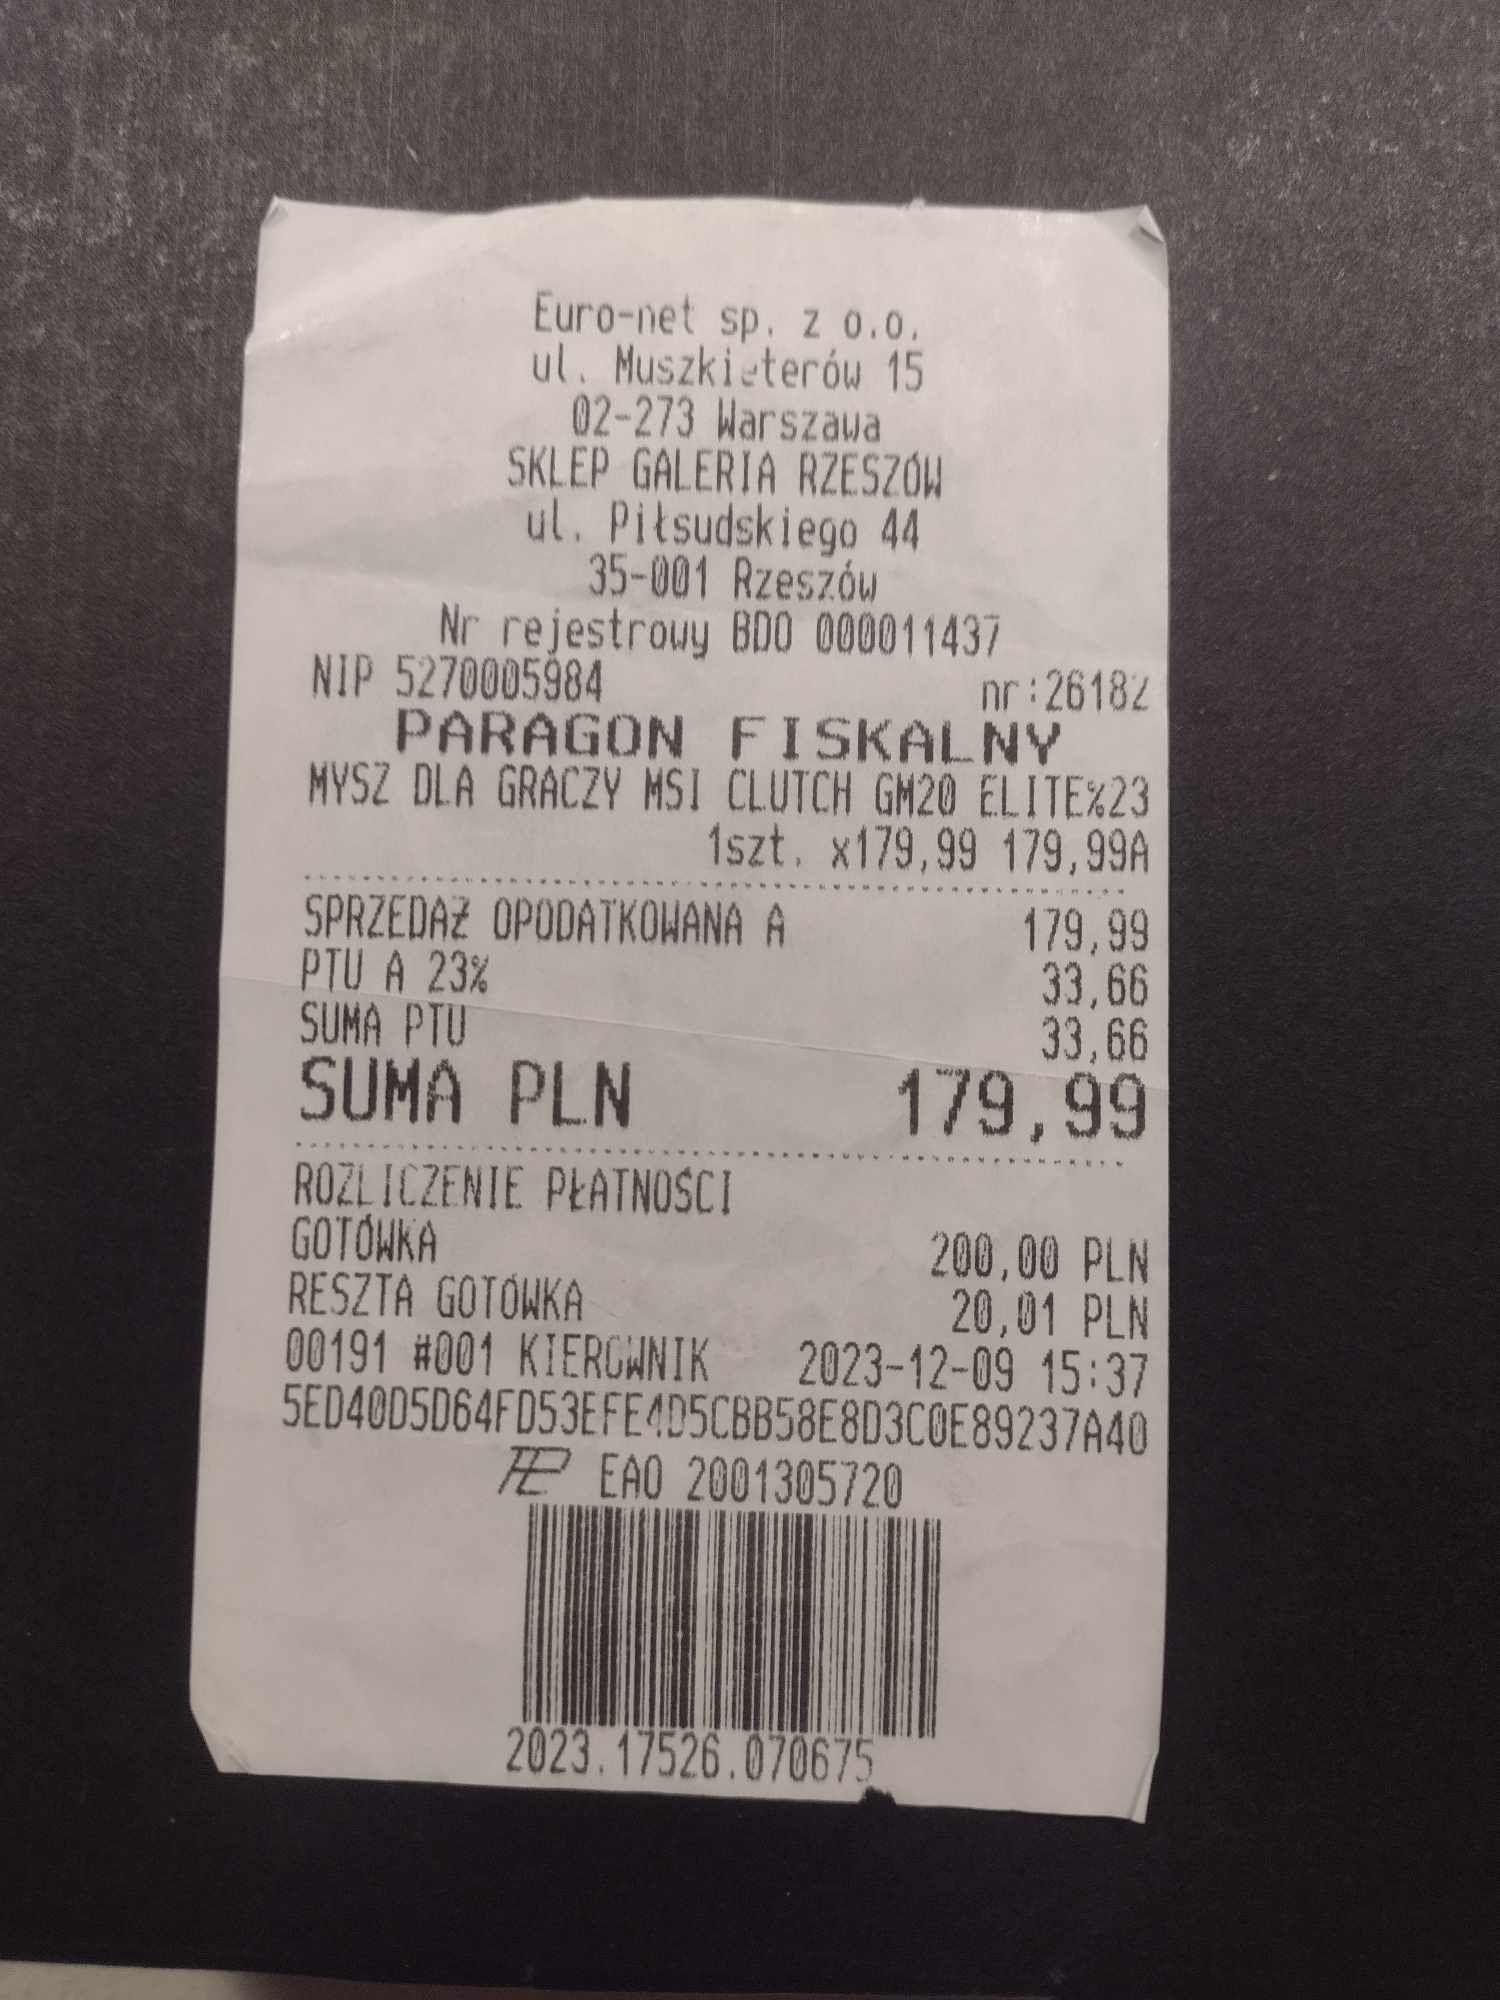 Euro-net sp. z o.o.
ul. Muszkieterów 15
02-273 Warszawa
SKLEP GALERIA RZESZÓW
ul. Piłsudskiego 44
35-001 Rzeszów
Nr rejestrowy BDO 000011437
NIP 5270005984 nr:26182
PARAGON FISKALNY
MYSZ DLA GRACZY MSI CLUTCH GM20 ELITE%23
1szt. x179,99 179,99A
SPRZEDAŻ OPODATKOWANA A 179,99
PTU A 23% 33,66
SUMA PTU 33,66
SUMA PLN 179,99
ROZLICZENIE PŁATNOŚCI
GOTÓWKA 200,00 PLN
RESZTA GOTÓWKA 20,01 PLN
00191 #001 KIEROWNIK 2023-12-09 15:37
5ED40D5D64FD53EFE4D5CBB58E8D3C0E89237A40
EAO 2001305720
2023.17526.070675